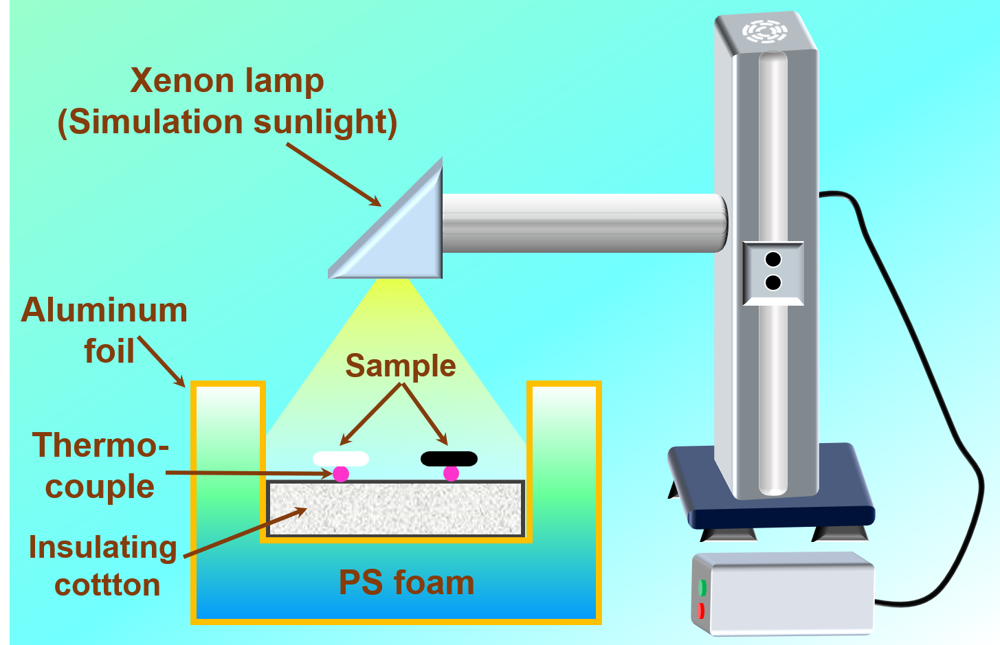 Xenon lamp
(Simulation sunlight)
Aluminum
foil
Sample
Thermo-
couple
Insulating
cottton
PS foam